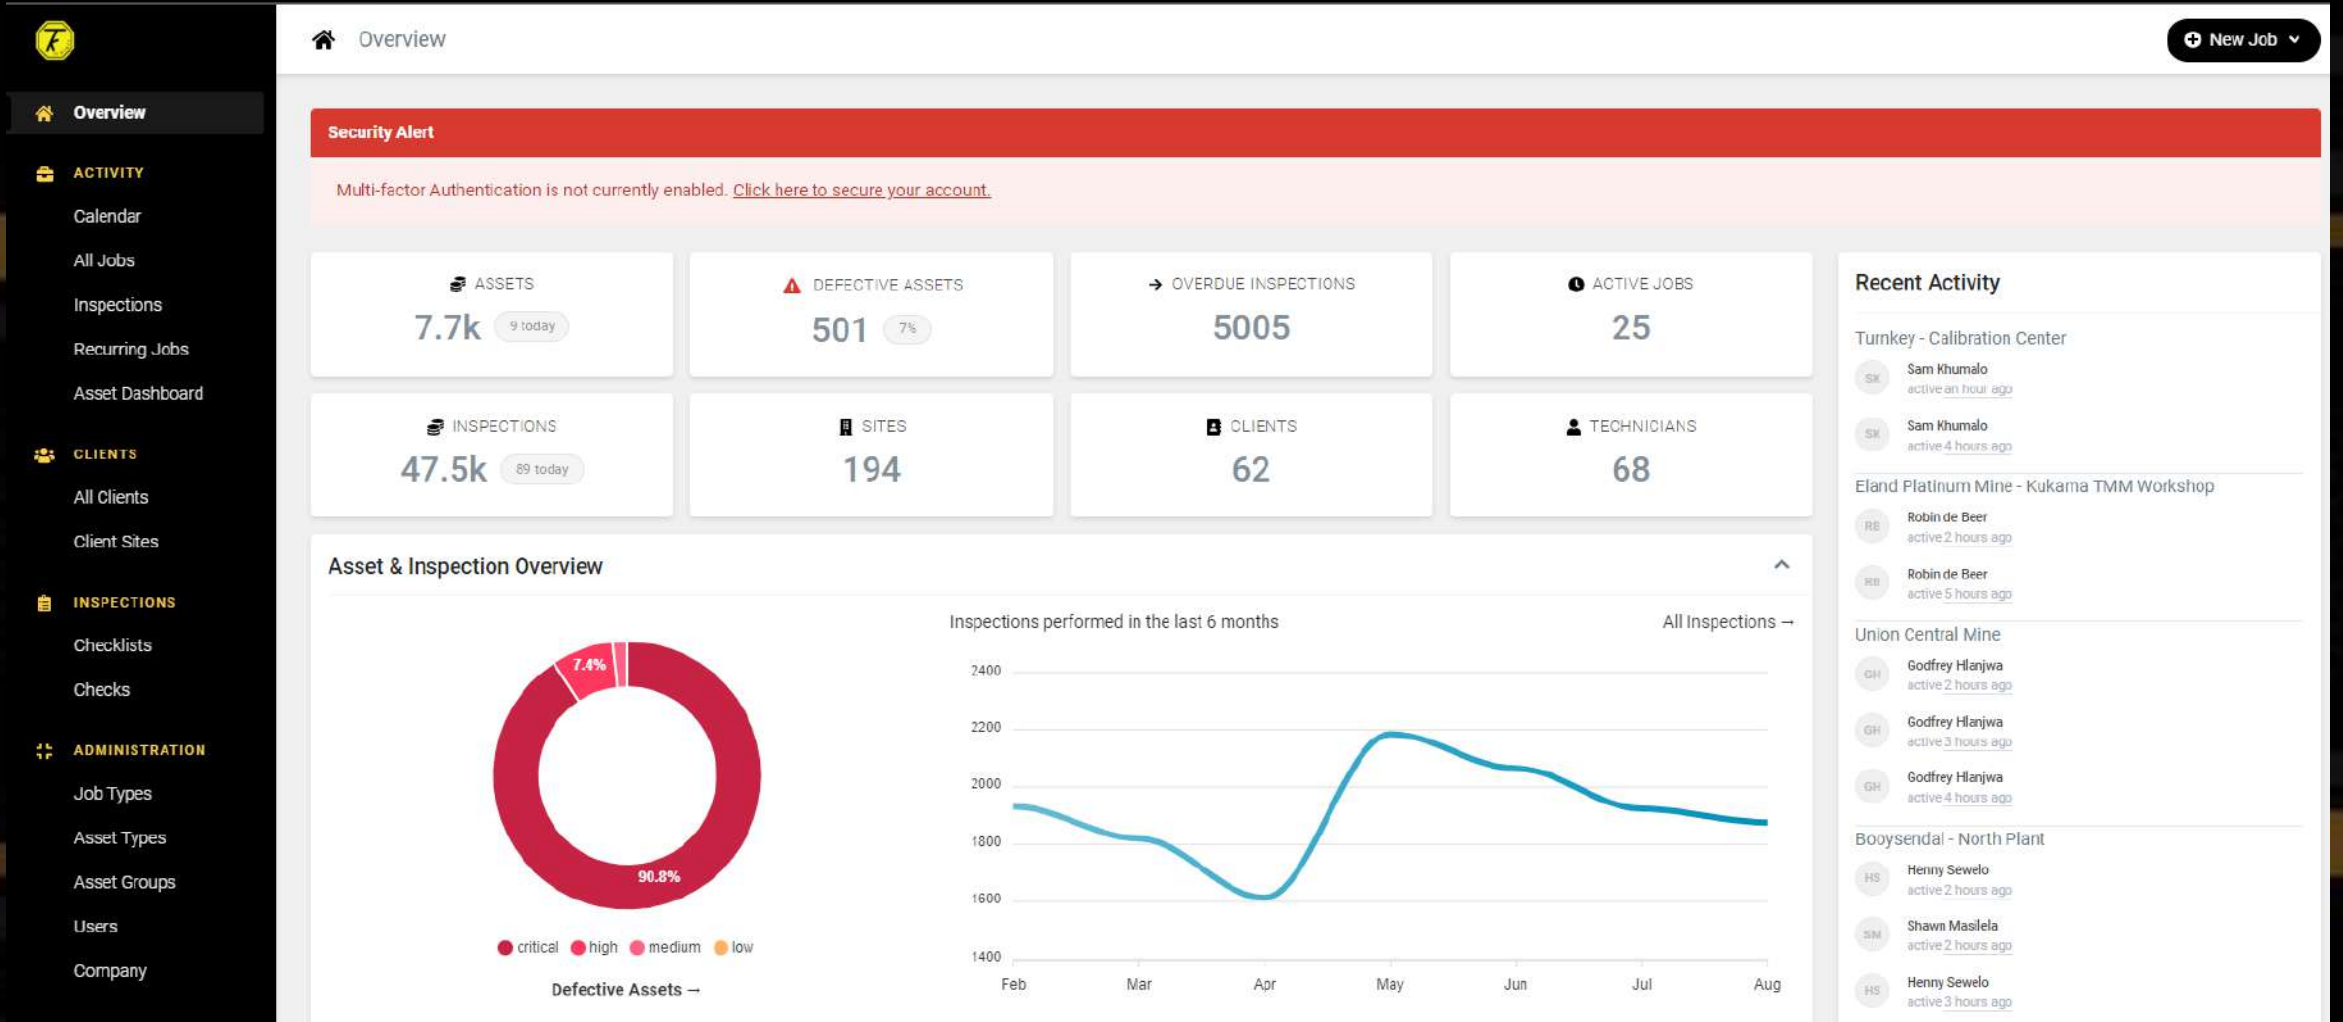 Overview
New Job
Overview
ACTIVITY
Calendar
All Jobs
Inspections
Recurring Jobs
Asset Dashboard
CLIENTS
All Clients
Client Sites
INSPECTIONS
Checklists
Checks
ADMINISTRATION
Job Types
Asset Types
Asset Groups
Users
Company
Security Alert
Multi-factor Authentication is not currently enabled. Click here to secure your account.
ASSETS
7.7k 9 today
DEFECTIVE ASSETS
501 7%
OVERDUE INSPECTIONS
5005
ACTIVE JOBS
25
INSPECTIONS
47.5k 89 today
SITES
194
CLIENTS
62
TECHNICIANS
68
Asset & Inspection Overview
7.4%
90.8%
critical high medium low
Defective Assets →
Inspections performed in the last 6 months
All Inspections →
2400
2200
2000
1800
1600
1400
Feb Mar Apr May Jun Jul Aug
Recent Activity
Turnkey - Calibration Center
SK Sam Khumalo
active an hour ago
SK Sam Khumalo
active 4 hours ago
Eland Platinum Mine - Kukama TMM Workshop
RB Robin de Beer
active 2 hours ago
RB Robin de Beer
active 5 hours ago
Union Central Mine
GH Godfrey Hlanjwa
active 2 hours ago
GH Godfrey Hlanjwa
active 3 hours ago
GH Godfrey Hlanjwa
active 4 hours ago
Booysendal - North Plant
HS Henny Sewelo
active 2 hours ago
SM Shawn Masilela
active 2 hours ago
HS Henny Sewelo
active 3 hours ago